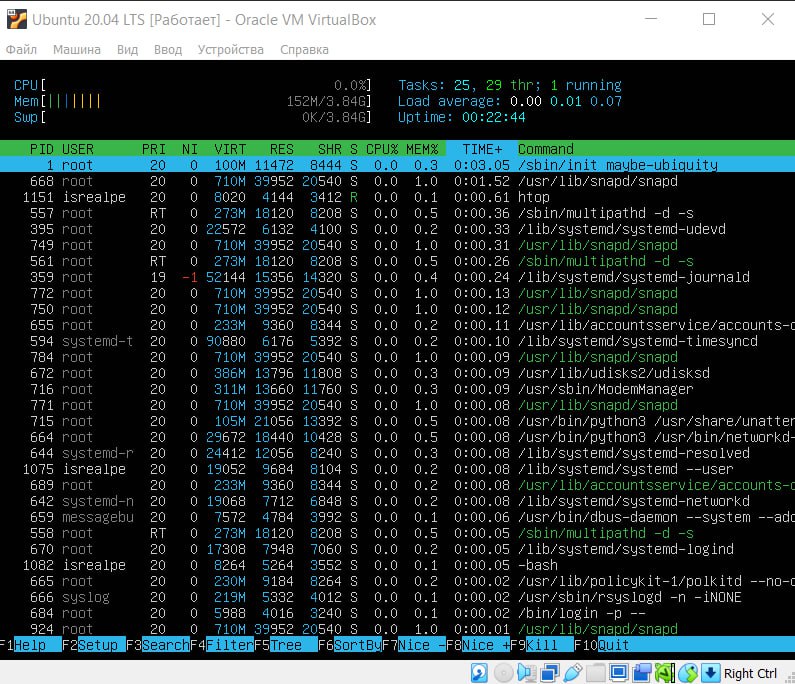 Ubuntu 20.04 LTS [Работает] - Oracle VM VirtualBox
Файл Машина Вид Ввод Устройства Справка
CPU[ 0.0%] Tasks: 25, 29 thr; 1 running
Mem[||||||| 152M/3.84G] Load average: 0.00 0.01 0.07
Swp[ 0K/3.84G] Uptime: 00:22:44
PID USER PRI NI VIRT RES SHR S CPU% MEM% TIME+ Command
1 root 20 0 100M 11472 8444 S 0.0 0.3 0:03.05 /sbin/init maybe-ubiquity
668 root 20 0 710M 39952 20540 S 0.0 1.0 0:01.52 /usr/lib/snapd/snapd
1151 isrealpe 20 0 8020 4144 3412 R 0.0 0.1 0:00.61 htop
557 root RT 0 273M 18120 8208 S 0.0 0.5 0:00.36 /sbin/multipathd -d -s
395 root 20 0 22572 6132 4100 S 0.0 0.2 0:00.33 /lib/systemd/systemd-udevd
749 root 20 0 710M 39952 20540 S 0.0 1.0 0:00.31 /usr/lib/snapd/snapd
561 root RT 0 273M 18120 8208 S 0.0 0.5 0:00.26 /sbin/multipathd -d -s
359 root 19 -1 52144 15356 14320 S 0.0 0.4 0:00.24 /lib/systemd/systemd-journald
772 root 20 0 710M 39952 20540 S 0.0 1.0 0:00.13 /usr/lib/snapd/snapd
750 root 20 0 710M 39952 20540 S 0.0 1.0 0:00.12 /usr/lib/snapd/snapd
655 root 20 0 233M 9360 8344 S 0.0 0.2 0:00.11 /usr/lib/accountsservice/accounts-d
594 systemd-t 20 0 90880 6176 5392 S 0.0 0.2 0:00.10 /lib/systemd/systemd-timesyncd
784 root 20 0 710M 39952 20540 S 0.0 1.0 0:00.09 /usr/lib/snapd/snapd
672 root 20 0 386M 13796 11808 S 0.0 0.3 0:00.09 /usr/lib/udisks2/udisksd
716 root 20 0 311M 13660 11760 S 0.0 0.3 0:00.09 /usr/sbin/ModemManager
771 root 20 0 710M 39952 20540 S 0.0 1.0 0:00.08 /usr/lib/snapd/snapd
715 root 20 0 105M 21056 13392 S 0.0 0.5 0:00.08 /usr/bin/python3 /usr/share/unatten
664 root 20 0 29672 18440 10428 S 0.0 0.5 0:00.08 /usr/bin/python3 /usr/bin/networkd-
644 systemd-r 20 0 24412 12056 8240 S 0.0 0.3 0:00.08 /lib/systemd/systemd-resolved
1075 isrealpe 20 0 19052 9684 8104 S 0.0 0.2 0:00.08 /lib/systemd/systemd --user
689 root 20 0 233M 9360 8344 S 0.0 0.2 0:00.08 /usr/lib/accountsservice/accounts-d
642 systemd-n 20 0 19068 7712 6848 S 0.0 0.2 0:00.06 /lib/systemd/systemd-networkd
659 messagebu 20 0 7572 4784 3992 S 0.0 0.1 0:00.06 /usr/bin/dbus-daemon --system --add
558 root RT 0 273M 18120 8208 S 0.0 0.5 0:00.02 /sbin/multipathd -d -s
670 root 20 0 17308 7948 7060 S 0.0 0.2 0:00.03 /lib/systemd/systemd-logind
1082 isrealpe 20 0 8264 5264 3552 S 0.0 0.1 0:00.02 -bash
665 root 20 0 230M 9184 8264 S 0.0 0.2 0:00.02 /usr/lib/policykit-1/polkitd --no-d
666 syslog 20 0 219M 5332 4012 S 0.0 0.1 0:00.02 /usr/sbin/rsyslogd -n -iNONE
684 root 20 0 5988 4016 3240 S 0.0 0.1 0:00.02 /bin/login -p --
924 root 20 0 710M 39952 20540 S 0.0 1.0 0:00.01 /usr/lib/snapd/snapd
F1Help F2Setup F3SearchF4FilterF5Tree F6SortByF7Nice -F8Nice +F9Kill F10Quit
Right Ctrl